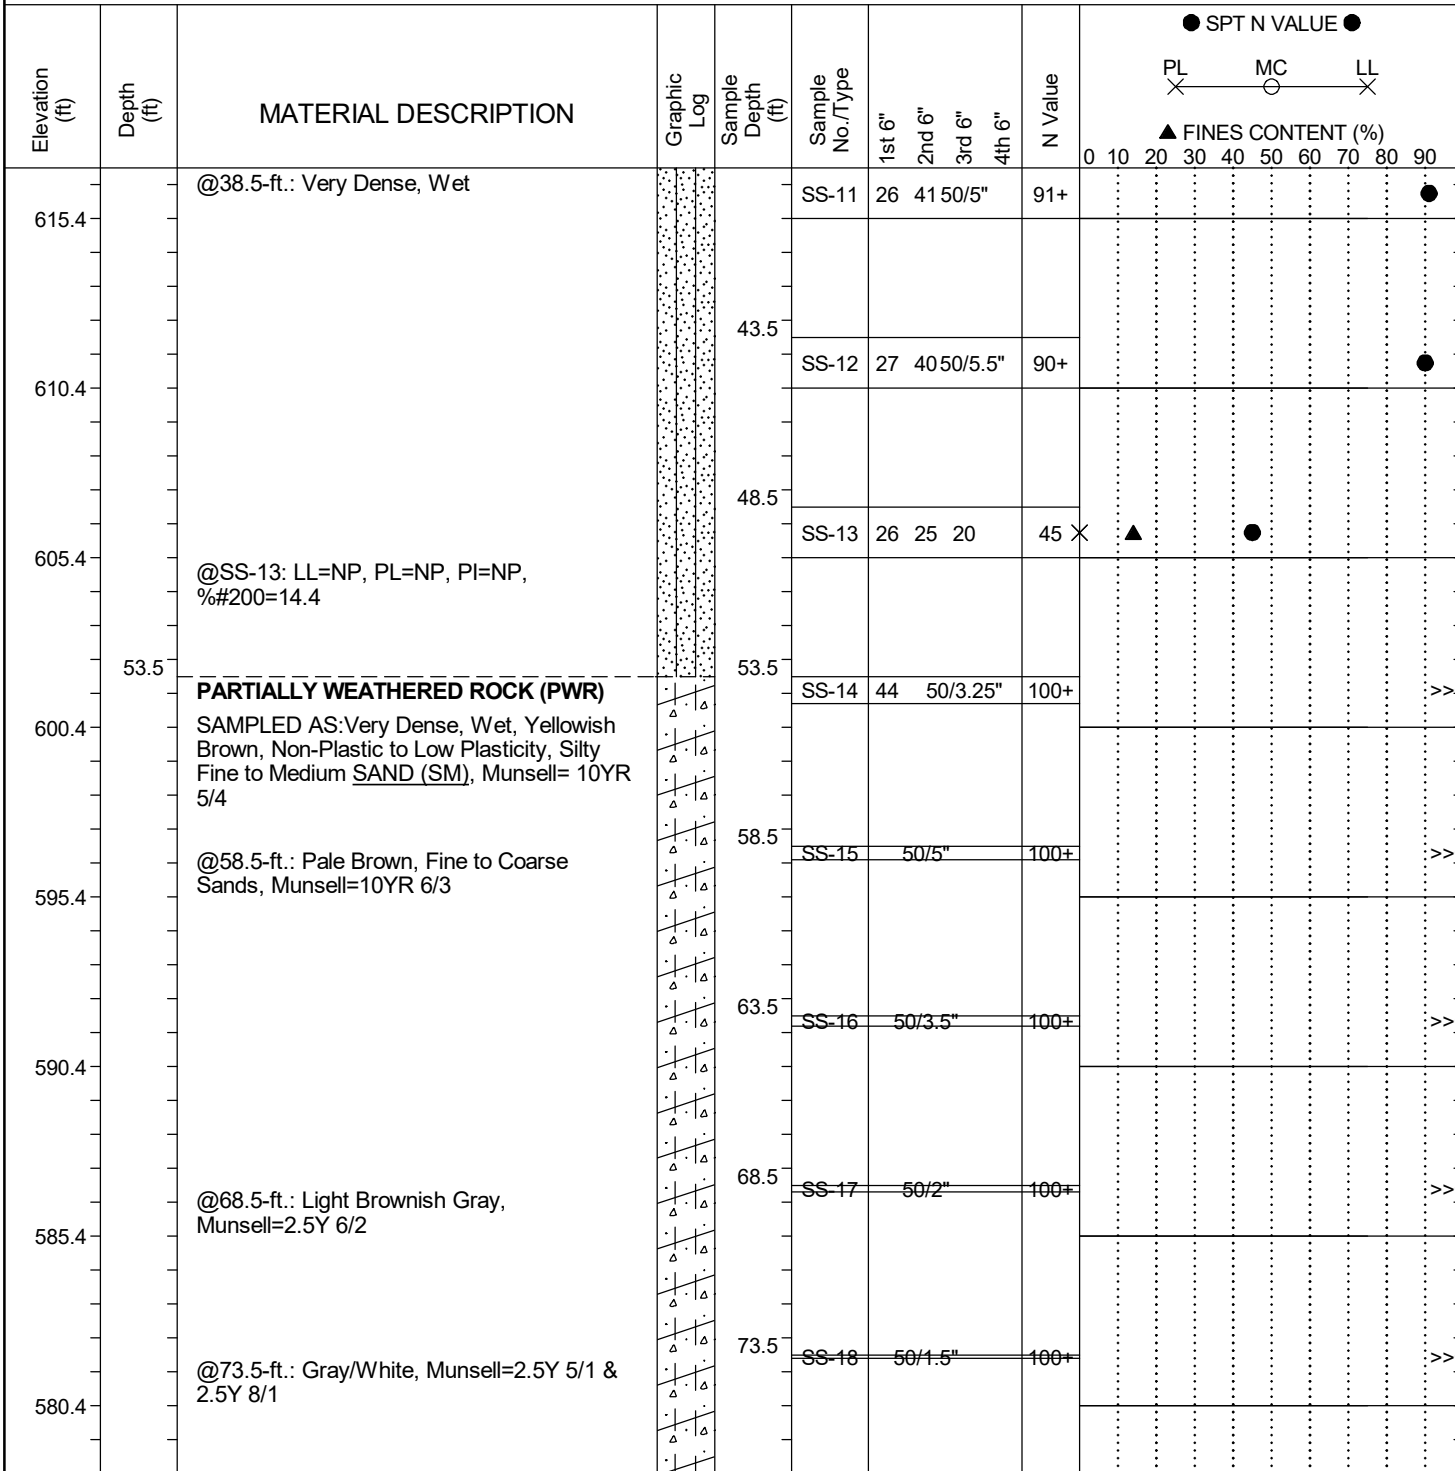 ● SPT N VALUE ●
PL MC LL
▲ FINES CONTENT (%)
0 10 20 30 40 50 60 70 80 90
Elevation
(ft)
Depth
(ft)
MATERIAL DESCRIPTION
Graphic
Log
Sample
Depth
(ft)
Sample
No./Type
1st 6"
2nd 6"
3rd 6"
4th 6"
N Value
@38.5-ft.: Very Dense, Wet
SS-11 26 41 50/5" 91+
615.4
43.5
SS-12 27 40 50/5.5" 90+
610.4
48.5
SS-13 26 25 20 45
605.4
@SS-13: LL=NP, PL=NP, PI=NP,
%#200=14.4
53.5 53.5
PARTIALLY WEATHERED ROCK (PWR)
SS-14 44 50/3.25" 100+ >>
SAMPLED AS:Very Dense, Wet, Yellowish
600.4
Brown, Non-Plastic to Low Plasticity, Silty
Fine to Medium SAND (SM), Munsell= 10YR
5/4
58.5
SS-15 50/5" 100+ >>
@58.5-ft.: Pale Brown, Fine to Coarse
Sands, Munsell=10YR 6/3
595.4
63.5
SS-16 50/3.5" 100+ >>
590.4
68.5
SS-17 50/2" 100+ >>
@68.5-ft.: Light Brownish Gray,
Munsell=2.5Y 6/2
585.4
73.5
SS-18 50/1.5" 100+ >>
@73.5-ft.: Gray/White, Munsell=2.5Y 5/1 &
2.5Y 8/1
580.4